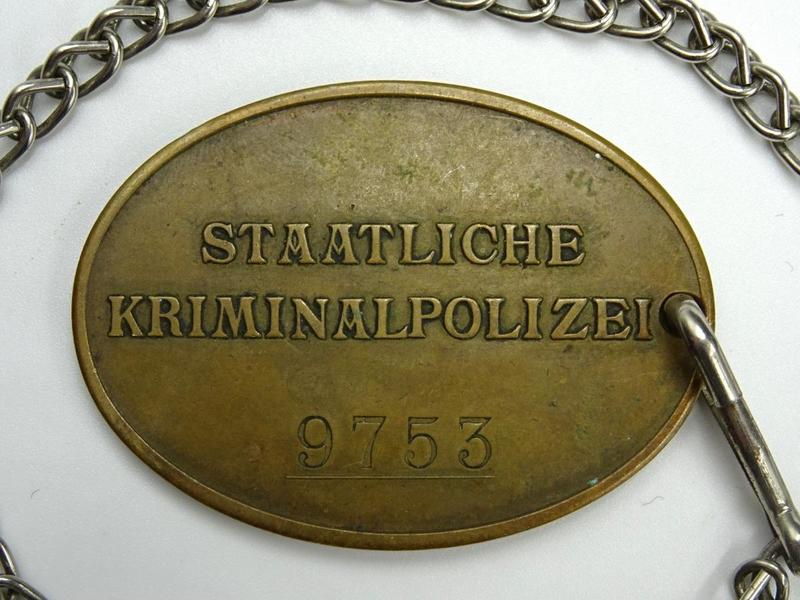 STAATLICHE
KRIMINALPOLIZEI
9753